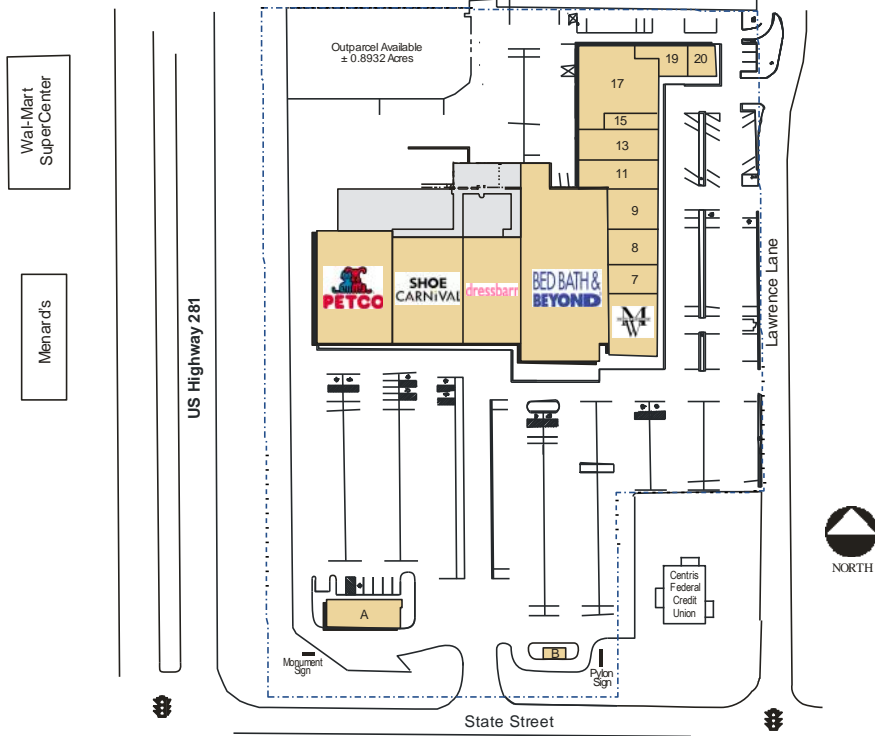 Outparcel Available
± 0.8932 Acres
Wal-Mart
SuperCenter
19
20
17
15
13
11
9
8
7
PETCO
SHOE
CARNIVAL
dressbarn
BED BATH &
BEYOND
MW
Menard's
US Highway 281
Lawrence Lane
NORTH
Centris
Federal
Credit
Union
A
B
Monument
Sign
Pylon
Sign
State Street